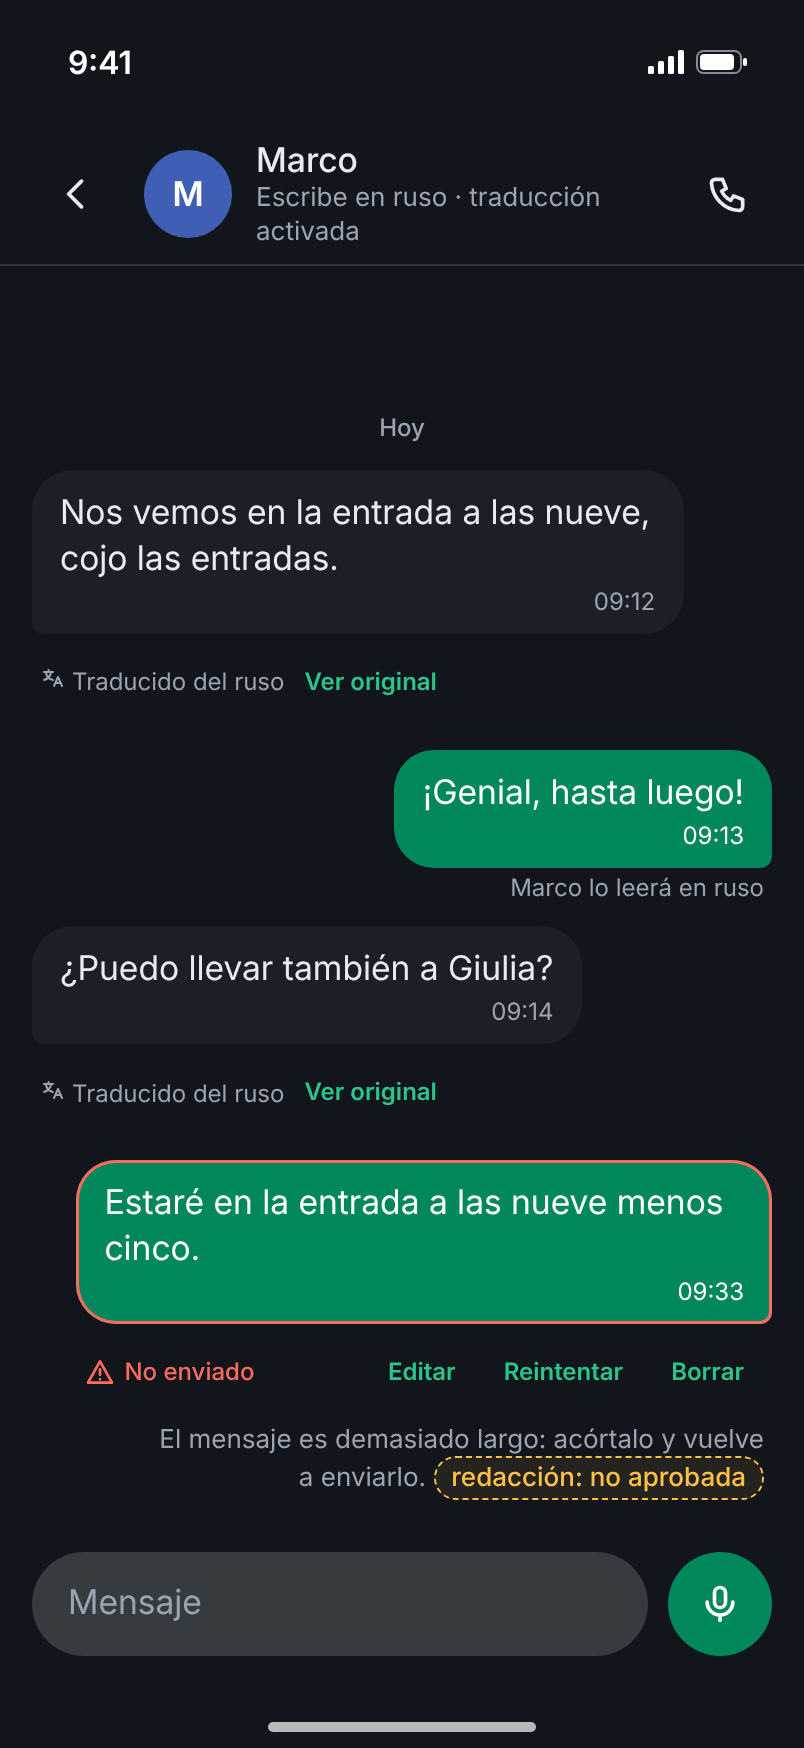 9:41
M
Marco
Escribe en ruso · traducción
activada
Hoy
Nos vemos en la entrada a las nueve,
cojo las entradas.
09:12
Traducido del ruso Ver original
¡Genial, hasta luego!
09:13
Marco lo leerá en ruso
¿Puedo llevar también a Giulia?
09:14
Traducido del ruso Ver original
Estaré en la entrada a las nueve menos
cinco.
09:33
No enviado Editar Reintentar Borrar
El mensaje es demasiado largo: acórtalo y vuelve
a enviarlo. redacción: no aprobada
Mensaje